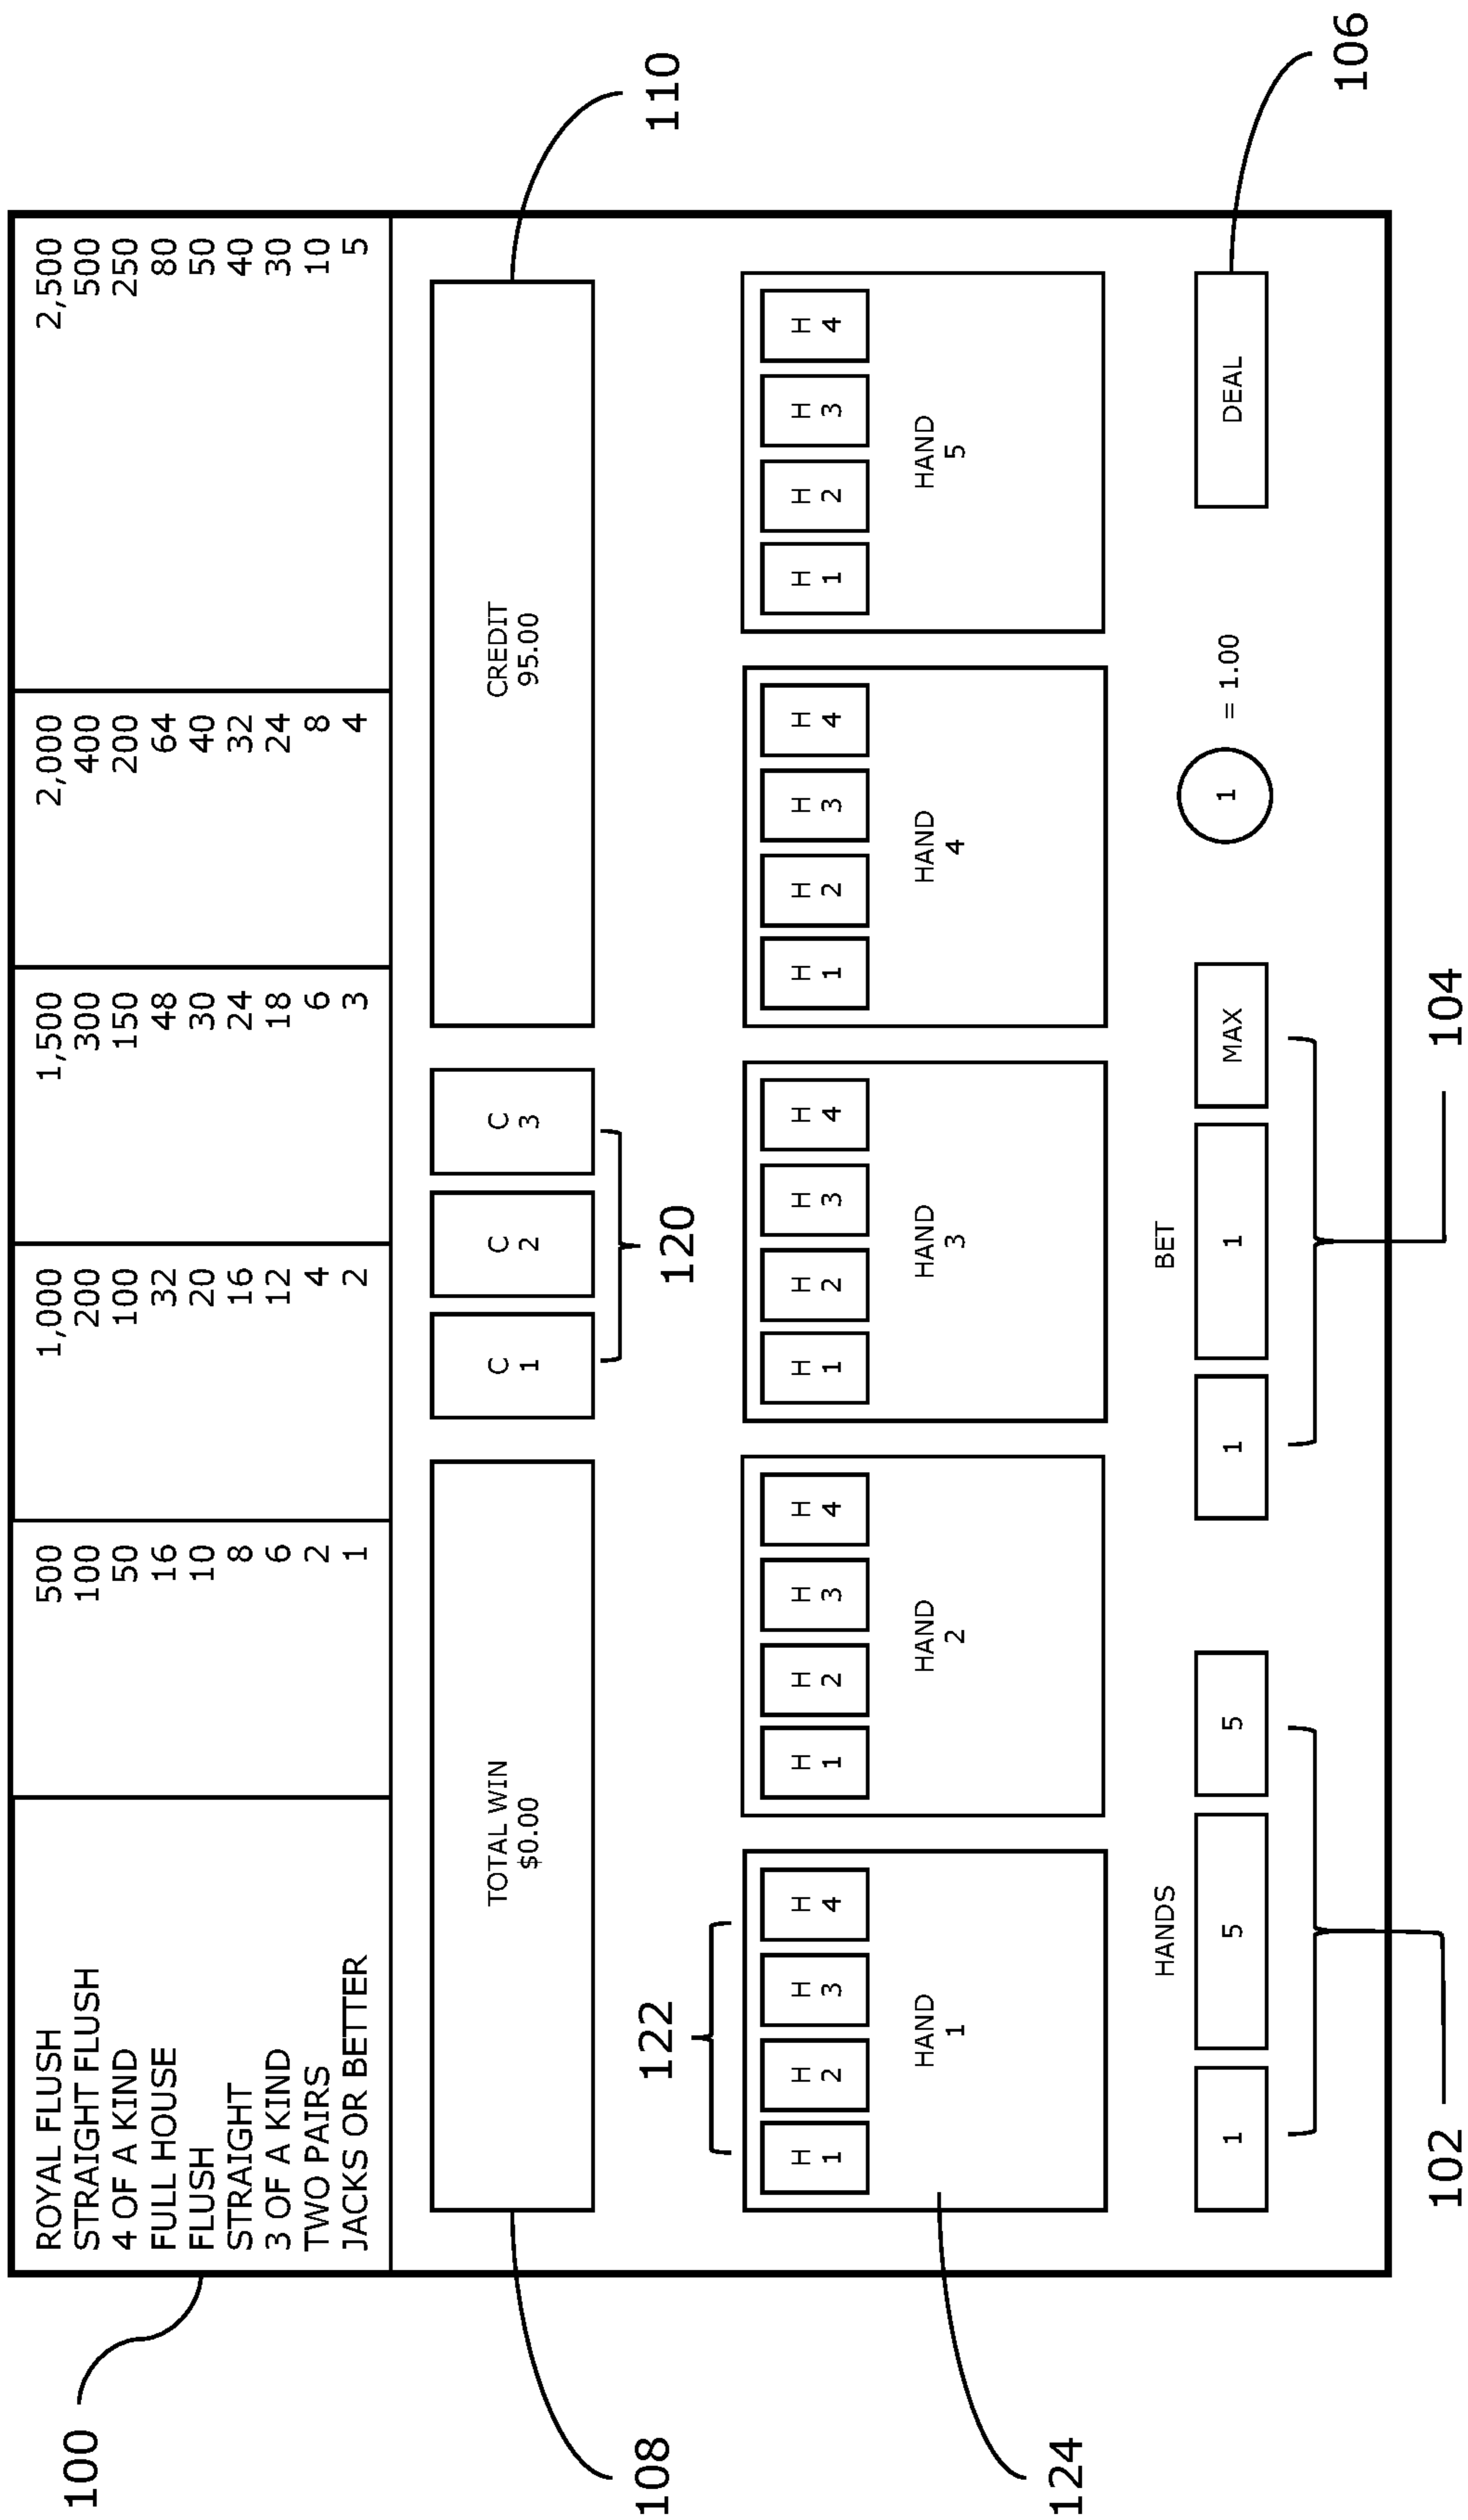 100
ROYAL FLUSH 500 1,000 1,500 2,000 2,500
STRAIGHT FLUSH 100 200 300 400 500
4 OF A KIND 50 100 150 200 250
FULL HOUSE 16 32 48 64 80
FLUSH 10 20 30 40 50
STRAIGHT 8 16 24 32 40
3 OF A KIND 6 12 18 24 30
TWO PAIRS 2 4 6 8 10
JACKS OR BETTER 1 2 3 4 5
TOTAL WIN
$0.00
C
1
C
2
C
3
CREDIT
95.00
108
120
110
122
H
1
H
2
H
3
H
4
HAND
1
H
1
H
2
H
3
H
4
HAND
2
H
1
H
2
H
3
H
4
HAND
3
H
1
H
2
H
3
H
4
HAND
4
H
1
H
2
H
3
H
4
HAND
5
124
HANDS
1 5 5
BET
1 1 MAX
1 = 1.00
DEAL
106
102
104